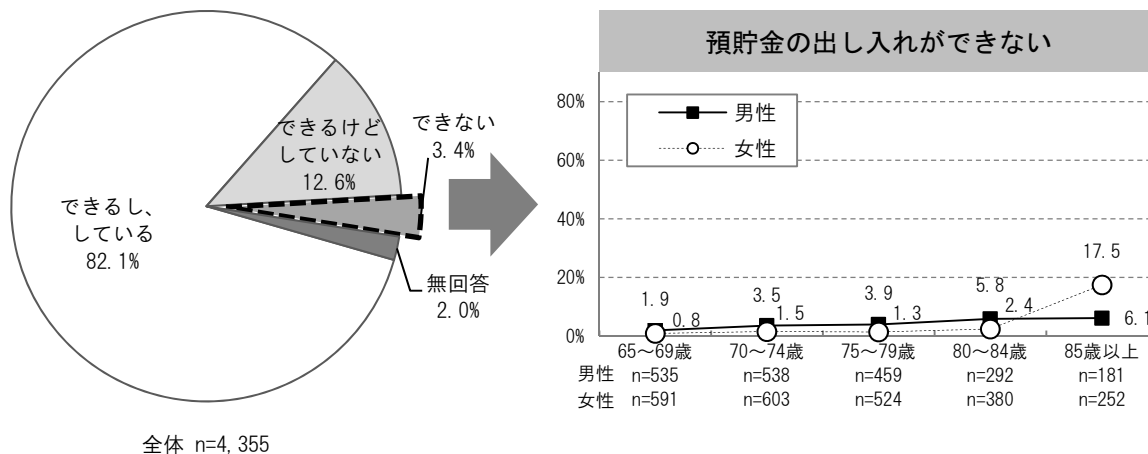 できるし、
している
82.1%
できるけど
していない
12.6%
できない
3.4%
無回答
2.0%
全体 n=4,355
預貯金の出し入れができない
男性
女性
80%
60%
40%
20%
0%
1.9 3.5 3.9 5.8 6.1
0.8 1.5 1.3 2.4 17.5
65～69歳 70～74歳 75～79歳 80～84歳 85歳以上
男性 n=535 n=538 n=459 n=292 n=181
女性 n=591 n=603 n=524 n=380 n=252